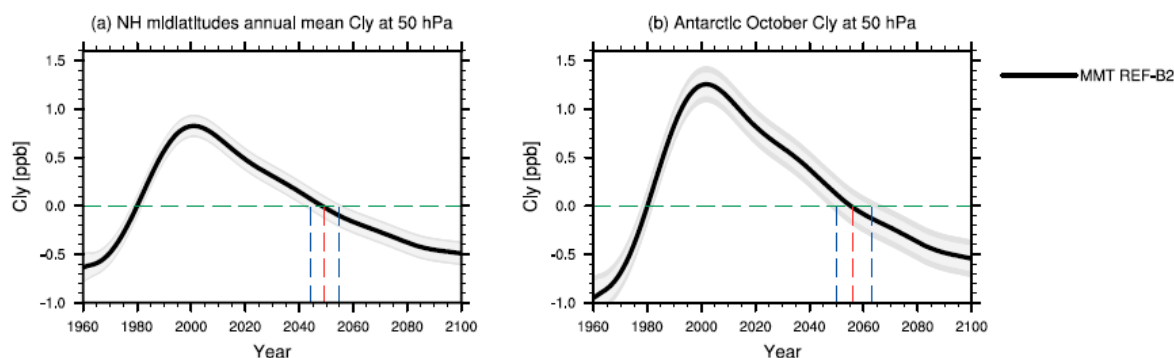 (a) NH midlatitudes annual mean Cly at 50 hPa
(b) Antarctic October Cly at 50 hPa
1.5
1.0
0.5
0.0
-0.5
-1.0
Cly [ppb]
1960 1980 2000 2020 2040 2060 2080 2100
Year
1.5
1.0
0.5
0.0
-0.5
-1.0
Cly [ppb]
1960 1980 2000 2020 2040 2060 2080 2100
Year
MMT REF-B2